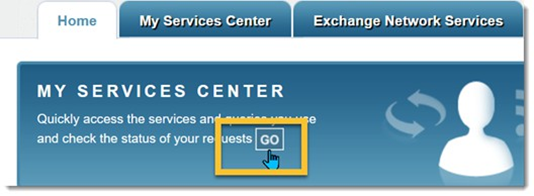 Home My Services Center Exchange Network Services
MY SERVICES CENTER
Quickly access the services and queries you use
and check the status of your requests GO